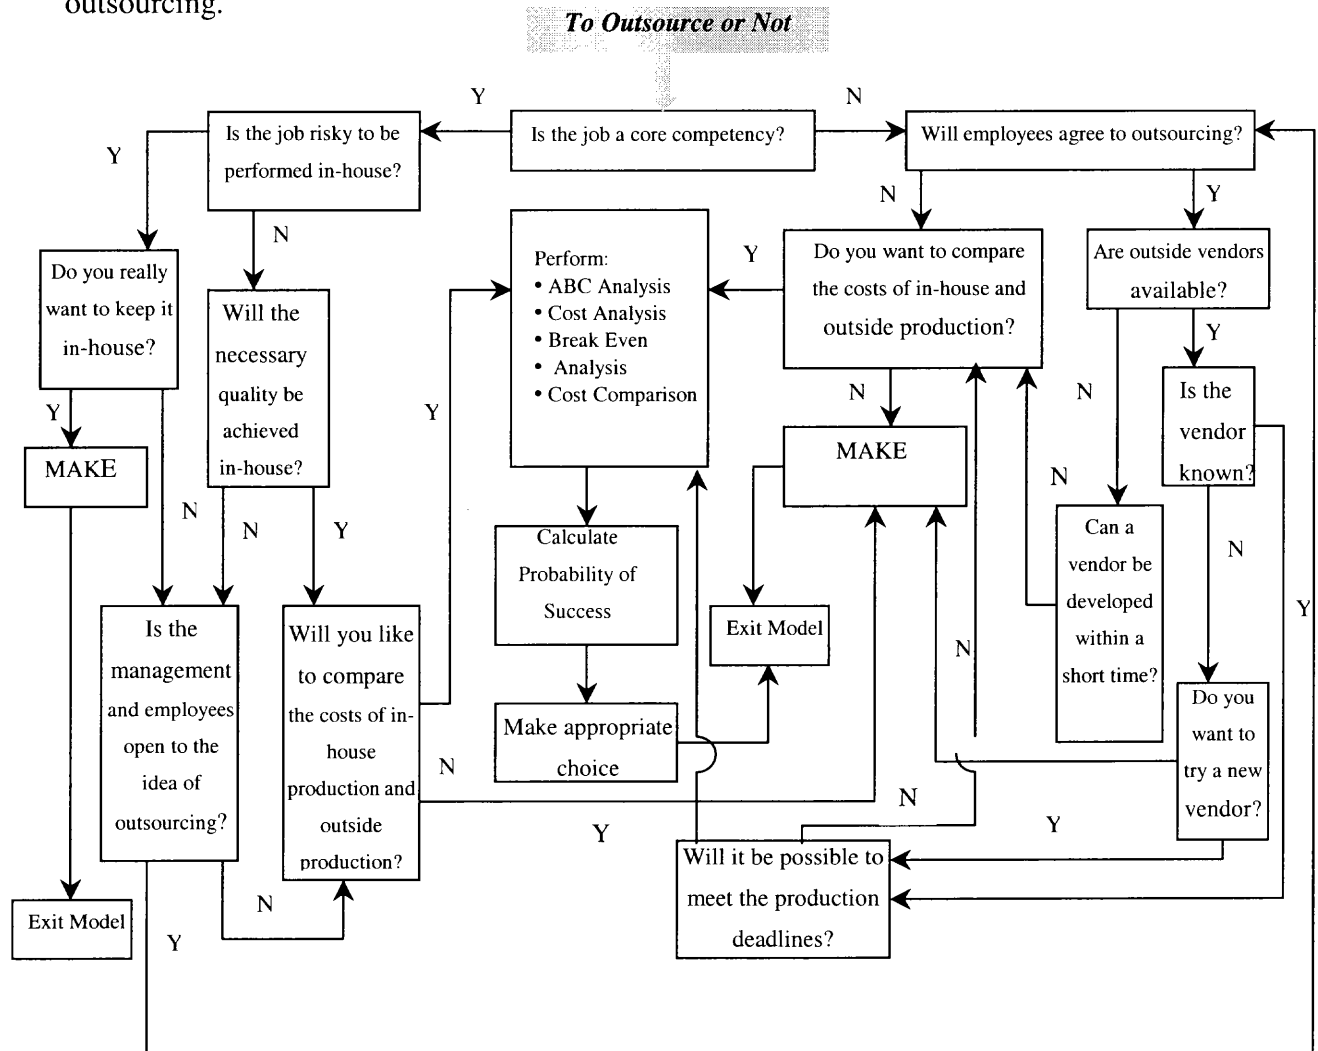 outsourcing.
To Outsource or Not
Y
N
Is the job risky to be
performed in-house?
Is the job a core competency?
Will employees agree to outsourcing?
Y
N
N
Y
Do you really
want to keep it
in-house?
Will the
necessary
quality be
achieved
in-house?
Perform:
• ABC Analysis
• Cost Analysis
• Break Even
• Analysis
• Cost Comparison
Y
Do you want to compare
the costs of in-house and
outside production?
Are outside vendors
available?
Y
N
Y
N
N
Y
MAKE
MAKE
Is the
vendor
known?
N
N
Y
N
N
Calculate
Probability of
Success
Can a
vendor be
developed
within a
short time?
Is the
management
and employees
open to the
idea of
outsourcing?
Will you like
to compare
the costs of in-
house
production and
outside
production?
Exit Model
N
Y
Make appropriate
choice
Do you
want to
try a new
vendor?
N
N
Y
Y
Will it be possible to
meet the production
deadlines?
Exit Model
N
Y